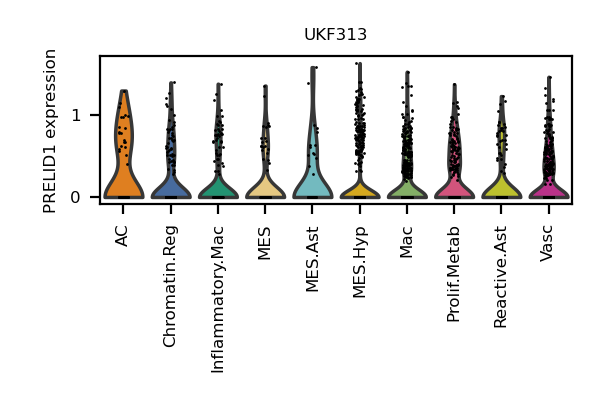 UKF313
PRELID1 expression
1
0
AC
Chromatin.Reg
Inflammatory.Mac
MES
MES.Ast
MES.Hyp
Mac
Prolif.Metab
Reactive.Ast
Vasc